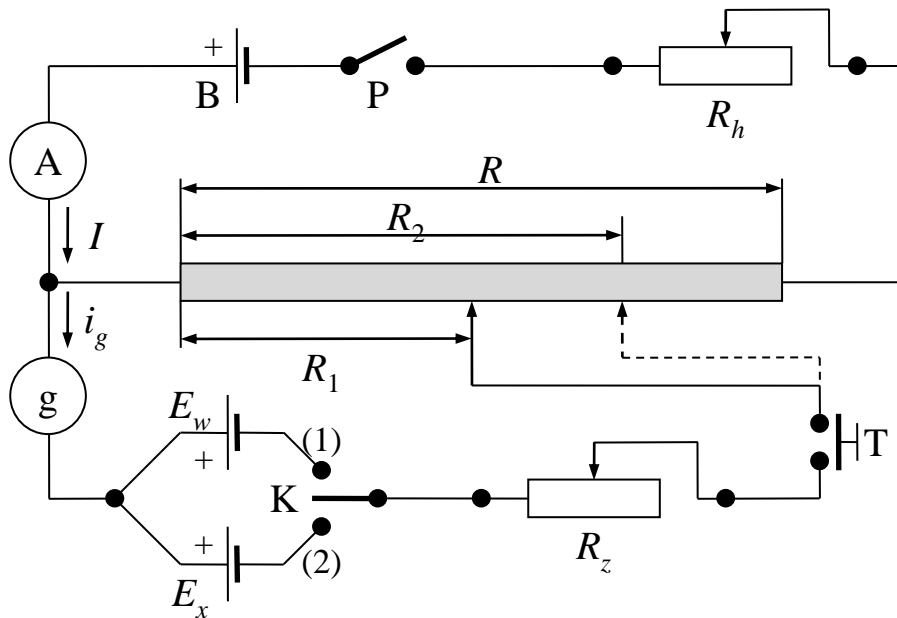 +
B
P
R_h
A
R
R_2
I
i_g
R_1
g
E_w
+
(1)
T
K
+
(2)
R_z
E_x